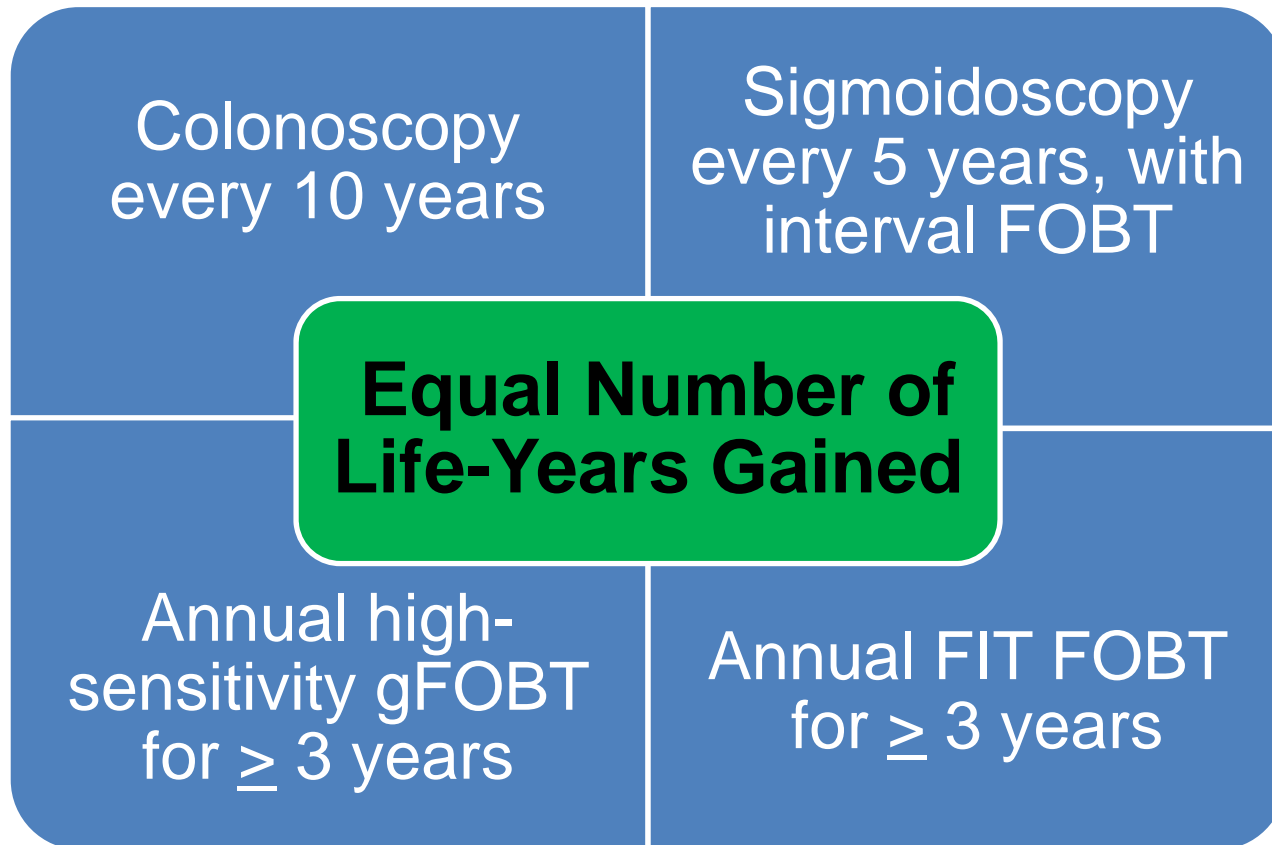 Colonoscopy
every 10 years
Sigmoidoscopy
every 5 years, with
interval FOBT
Equal Number of
Life-Years Gained
Annual high-
sensitivity gFOBT
for ≥ 3 years
Annual FIT FOBT
for ≥ 3 years